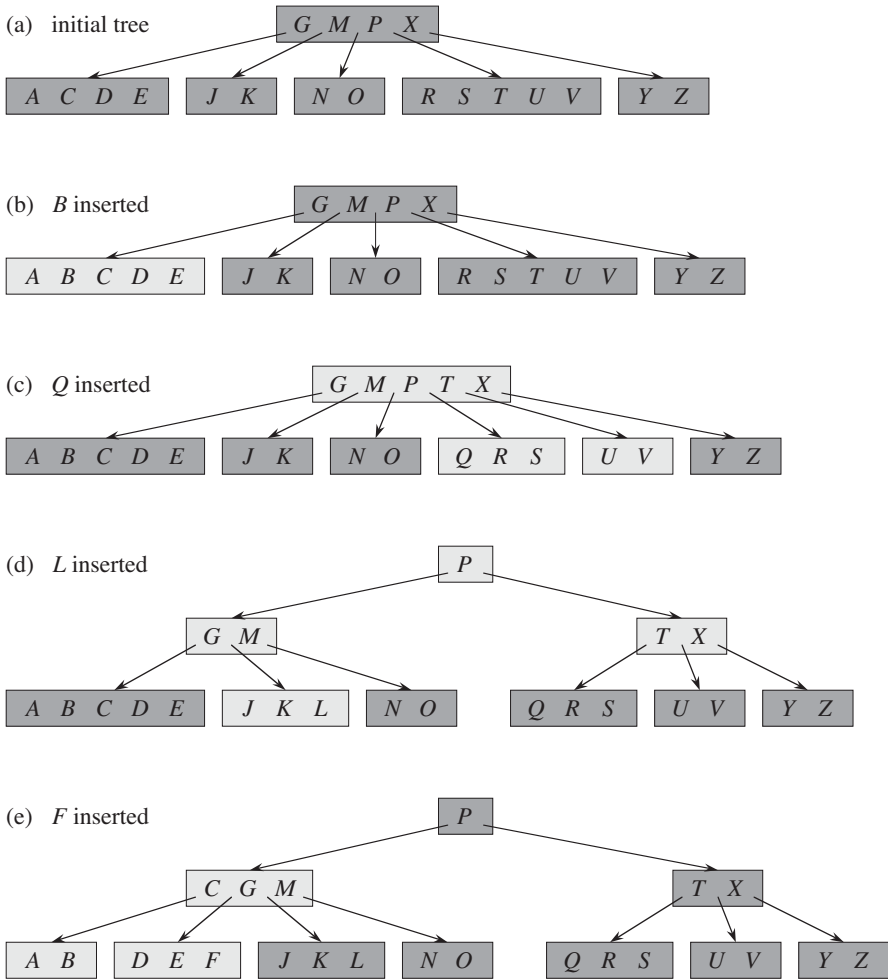 (a) initial tree
G M P X
A C D E J K N O R S T U V Y Z
(b) B inserted
G M P X
A B C D E J K N O R S T U V Y Z
(c) Q inserted
G M P T X
A B C D E J K N O Q R S U V Y Z
(d) L inserted
P
G M T X
A B C D E J K L N O Q R S U V Y Z
(e) F inserted
P
C G M T X
A B D E F J K L N O Q R S U V Y Z